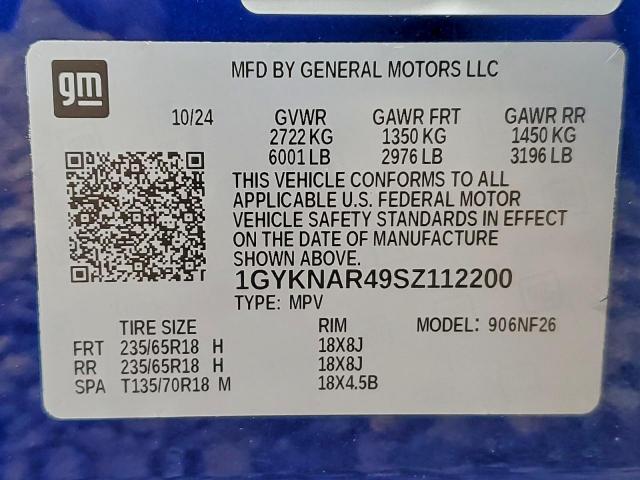 gm
MFD BY GENERAL MOTORS LLC
10/24 GVWR GAWR FRT GAWR RR
2722 KG 1350 KG 1450 KG
6001 LB 2976 LB 3196 LB
THIS VEHICLE CONFORMS TO ALL
APPLICABLE U.S. FEDERAL MOTOR
VEHICLE SAFETY STANDARDS IN EFFECT
ON THE DATE OF MANUFACTURE
SHOWN ABOVE.
1GYKNAR49SZ112200
TYPE: MPV
TIRE SIZE RIM MODEL: 906NF26
FRT 235/65R18 H 18X8J
RR 235/65R18 H 18X8J
SPA T135/70R18 M 18X4.5B